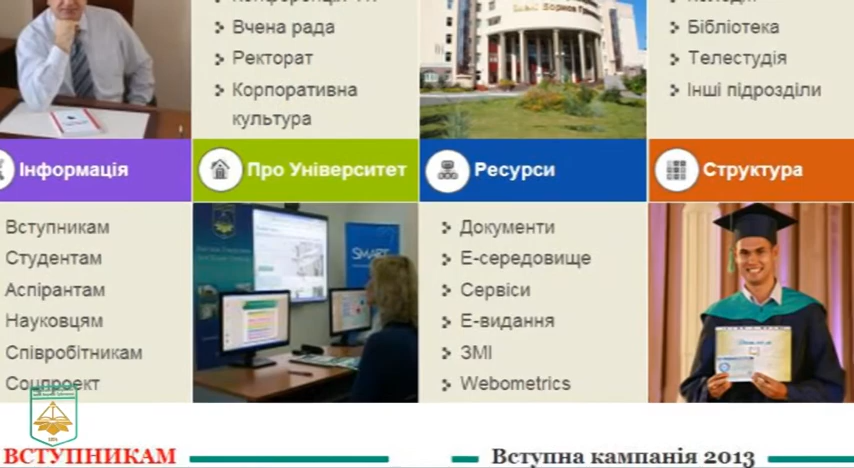 Вчена рада
Ректорат
Корпоративна
культура
Бібліотека
Телестудія
Інші підрозділи
Інформація
Про Університет
Ресурси
Структура
Вступникам
Студентам
Аспірантам
Науковцям
Співробітникам
Соцпроект
SMART
Документи
Е-середовище
Сервіси
Е-видання
ЗМІ
Webometrics
ВСТУПНИКАМ
Вступна кампанія 2013